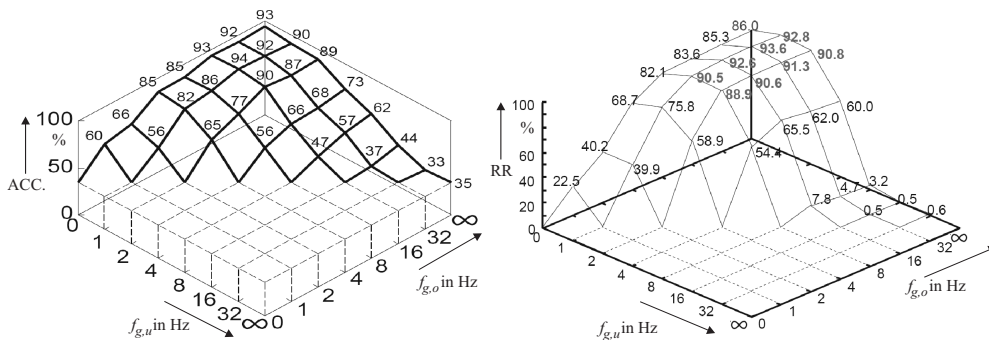 93
92 90
93 92 89
85 94 87 73
85 86 90 68 62
66 82 77 66 57 44
60 56 65 56 47 37 33
35
100
%
50
ACC.
0
0 1 2 4 8 16 32 ∞
0 1 2 4 8 16 32 ∞
fg,u in Hz
fg,o in Hz
86.0
85.3 92.8
83.6 93.6 90.8
82.1 92.6 91.3
90.5 90.6
68.7 75.8 88.9 60.0
62.0
65.5
40.2 39.9 58.9 54.4
22.5 7.8 4.7 3.2
0.5 0.5
0.6
100
%
80
60
RR
40
20
0
0 1 2 4 8 16 32 ∞
0 1 2 4 8 16 32 ∞
fg,u in Hz
fg,o in Hz